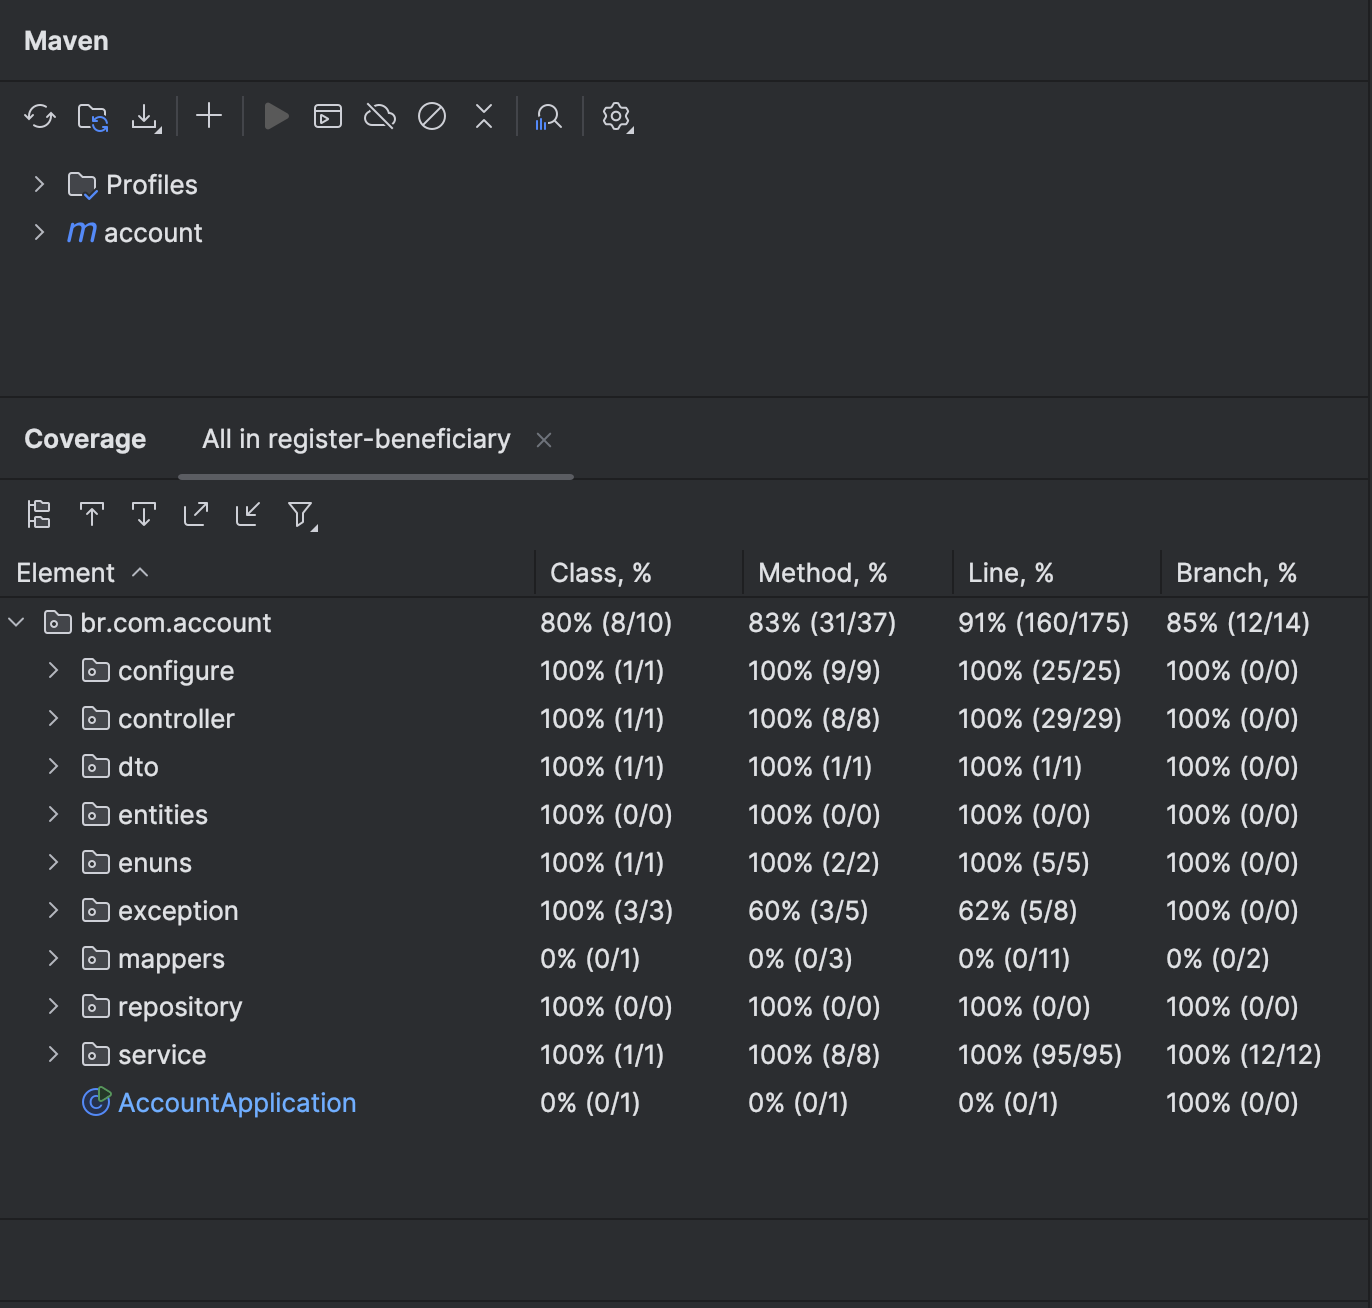 Maven
Profiles
m account
Coverage All in register-beneficiary
Element Class, % Method, % Line, % Branch, %
br.com.account 80% (8/10) 83% (31/37) 91% (160/175) 85% (12/14)
configure 100% (1/1) 100% (9/9) 100% (25/25) 100% (0/0)
controller 100% (1/1) 100% (8/8) 100% (29/29) 100% (0/0)
dto 100% (1/1) 100% (1/1) 100% (1/1) 100% (0/0)
entities 100% (0/0) 100% (0/0) 100% (0/0) 100% (0/0)
enuns 100% (1/1) 100% (2/2) 100% (5/5) 100% (0/0)
exception 100% (3/3) 60% (3/5) 62% (5/8) 100% (0/0)
mappers 0% (0/1) 0% (0/3) 0% (0/11) 0% (0/2)
repository 100% (0/0) 100% (0/0) 100% (0/0) 100% (0/0)
service 100% (1/1) 100% (8/8) 100% (95/95) 100% (12/12)
AccountApplication 0% (0/1) 0% (0/1) 0% (0/1) 100% (0/0)